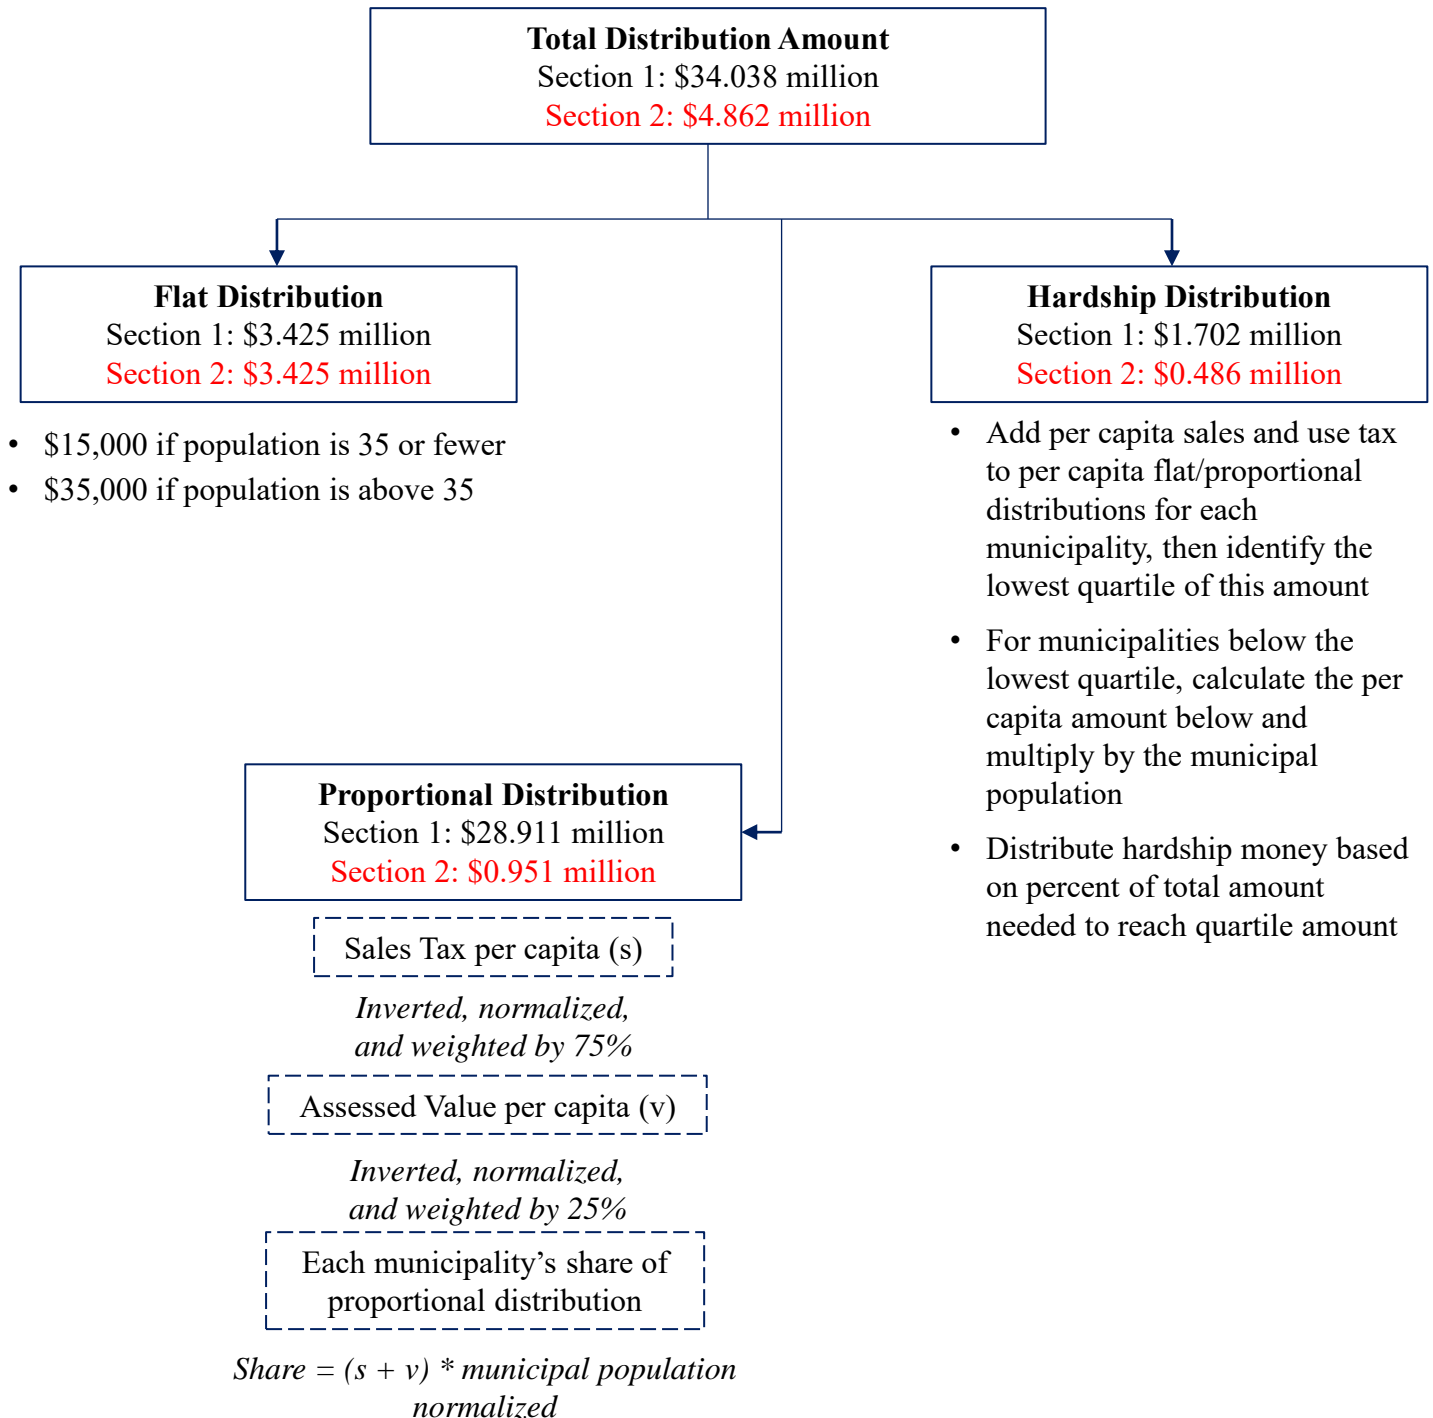 Total Distribution Amount
Section 1: $34.038 million
Section 2: $4.862 million
Flat Distribution
Section 1: $3.425 million
Section 2: $3.425 million
• $15,000 if population is 35 or fewer
• $35,000 if population is above 35
Hardship Distribution
Section 1: $1.702 million
Section 2: $0.486 million
• Add per capita sales and use tax
to per capita flat/proportional
distributions for each
municipality, then identify the
lowest quartile of this amount
• For municipalities below the
lowest quartile, calculate the per
capita amount below and
multiply by the municipal
population
• Distribute hardship money based
on percent of total amount
needed to reach quartile amount
Proportional Distribution
Section 1: $28.911 million
Section 2: $0.951 million
Sales Tax per capita (s)
Inverted, normalized,
and weighted by 75%
Assessed Value per capita (v)
Inverted, normalized,
and weighted by 25%
Each municipality’s share of
proportional distribution
Share = (s + v) * municipal population
normalized